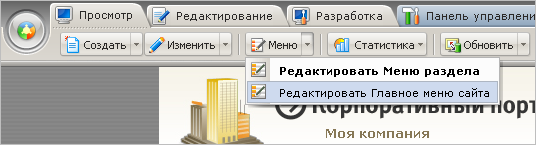 Просмотр Редактирование Разработка Панель управлени
Создать Изменить Меню Статистика Обновить
Редактировать Меню раздела
Редактировать Главное меню сайта
Корпоративный порт
Моя компания